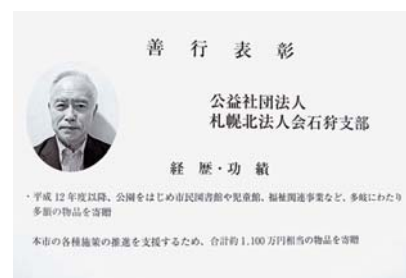 善行表彰
公益社団法人
札幌北法人会石狩支部
経歴・功績
・平成12年度以降、公園をはじめ市民図書館や児童館、福祉関連事業など、多岐にわたり
多額の物品を寄贈
本市の各種施策の推進を支援するため、合計約1,100万円相当の物品を寄贈